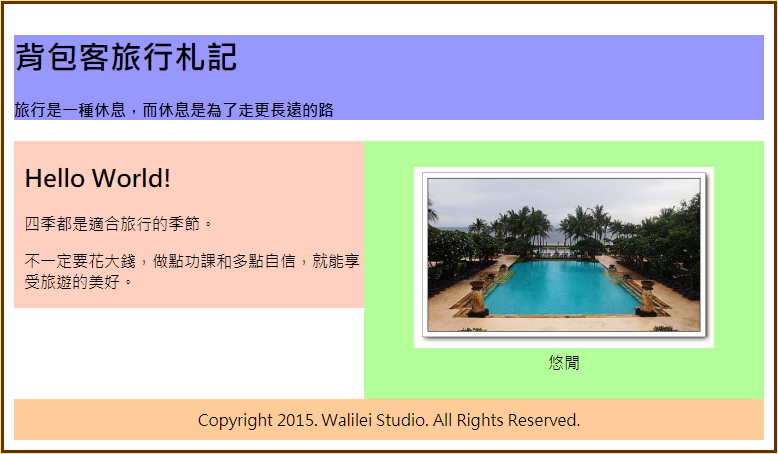 背包客旅行札記
旅行是一種休息，而休息是為了走更長遠的路
Hello World!
四季都是適合旅行的季節。
不一定要花大錢，做點功課和多點自信，就能享
受旅遊的美好。
悠閒
Copyright 2015. Walilei Studio. All Rights Reserved.